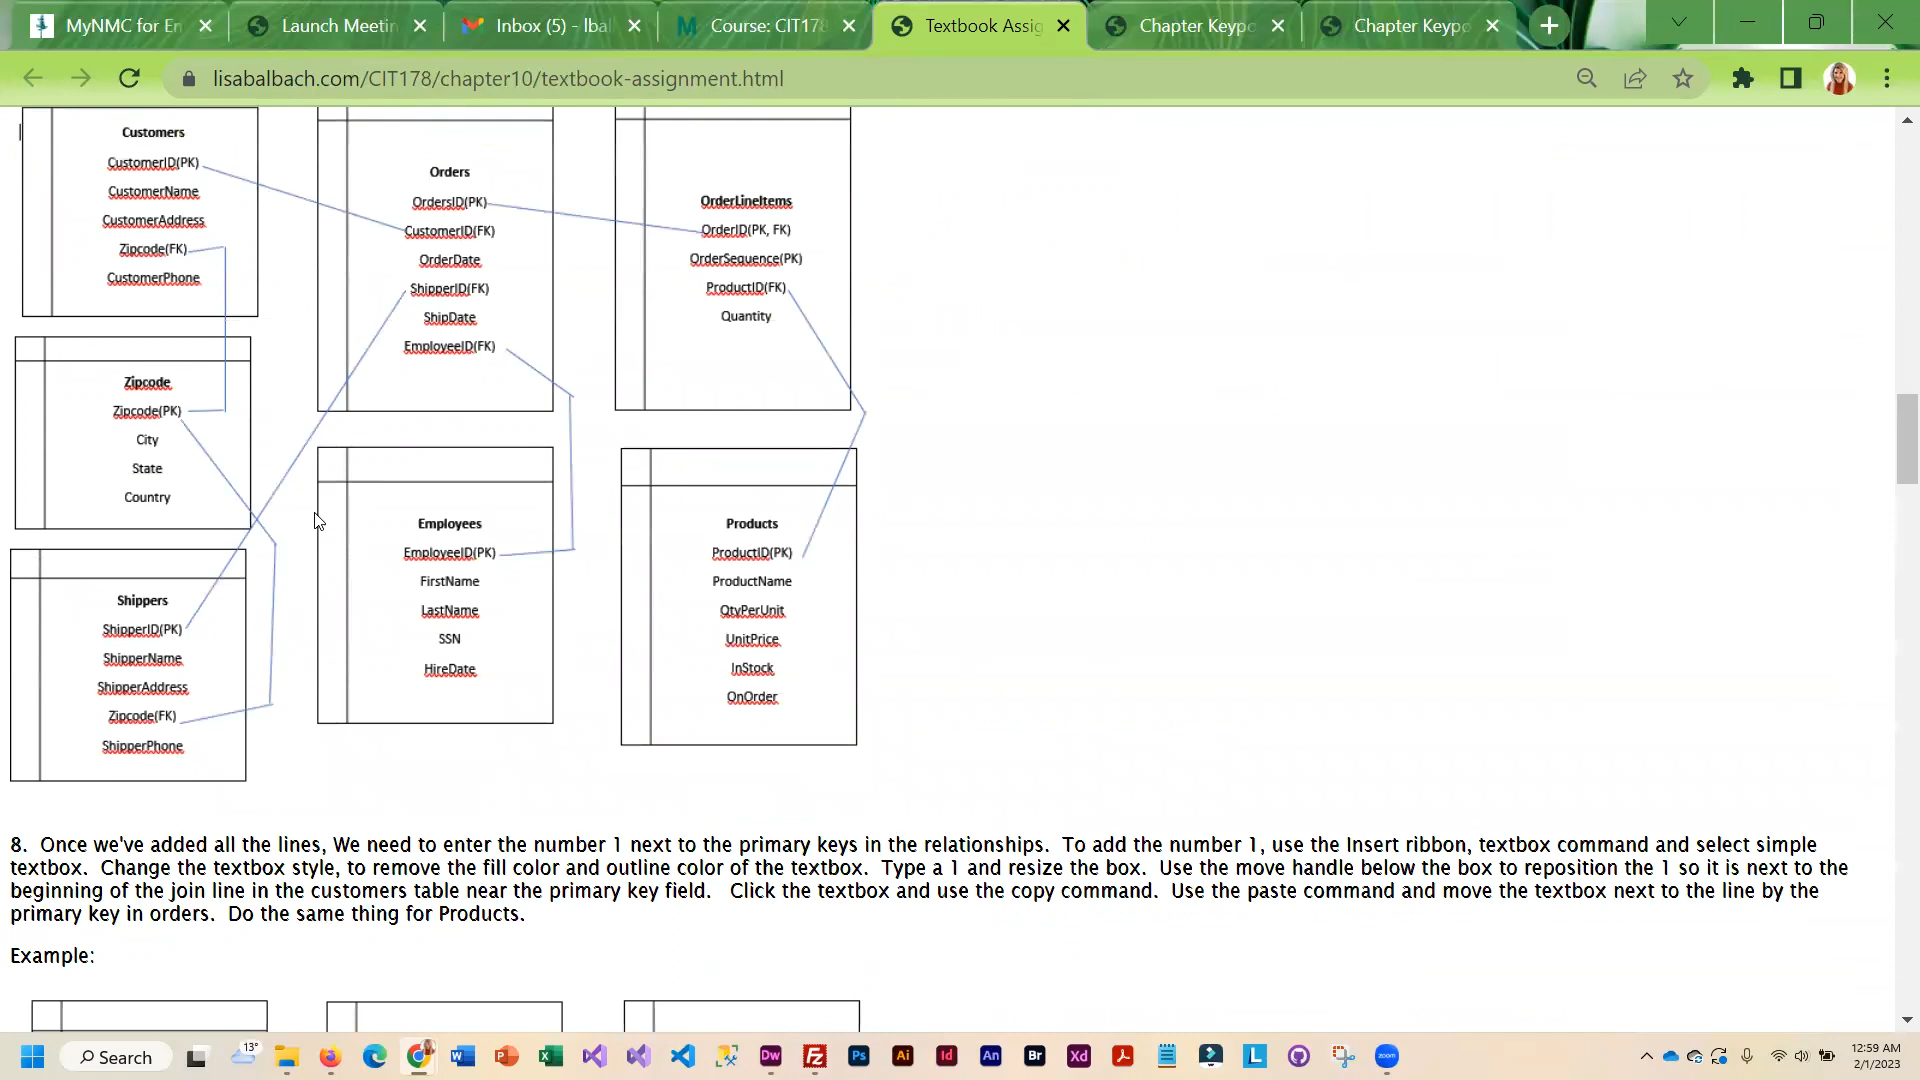 MyNMC for En
Launch Meetin
Inbox (5) – lbal
Course: CIT178
Textbook Assig
Chapter Keypo
Chapter Keypo
lisabalbach.com/CIT178/chapter10/textbook-assignment.html
Customers
CustomerID(PK)
CustomerName
CustomerAddress
Zipcode(FK)
CustomerPhone
Orders
OrdersID(PK)
CustomerID(FK)
OrderDate
ShipperID(FK)
ShipDate
EmployeeID(FK)
OrderLineItems
OrderID(PK, FK)
OrderSequence(PK)
ProductID(FK)
Quantity
Zipcode
Zipcode(PK)
City
State
Country
Employees
EmployeeID(PK)
FirstName
LastName
SSN
HireDate
Products
ProductID(PK)
ProductName
QtyPerUnit
UnitPrice
InStock
OnOrder
Shippers
ShipperID(PK)
ShipperName
ShipperAddress
Zipcode(FK)
ShipperPhone
8. Once we've added all the lines, We need to enter the number 1 next to the primary keys in the relationships. To add the number 1, use the Insert ribbon, textbox command and select simple
textbox. Change the textbox style, to remove the fill color and outline color of the textbox. Type a 1 and resize the box. Use the move handle below the box to reposition the 1 so it is next to the
beginning of the join line in the customers table near the primary key field. Click the textbox and use the copy command. Use the paste command and move the textbox next to the line by the
primary key in orders. Do the same thing for Products.
Example:
Search
13°
Dw
Ps
Ai
Id
An
Br
Xd
L
zoom
12:59 AM
2/1/2023